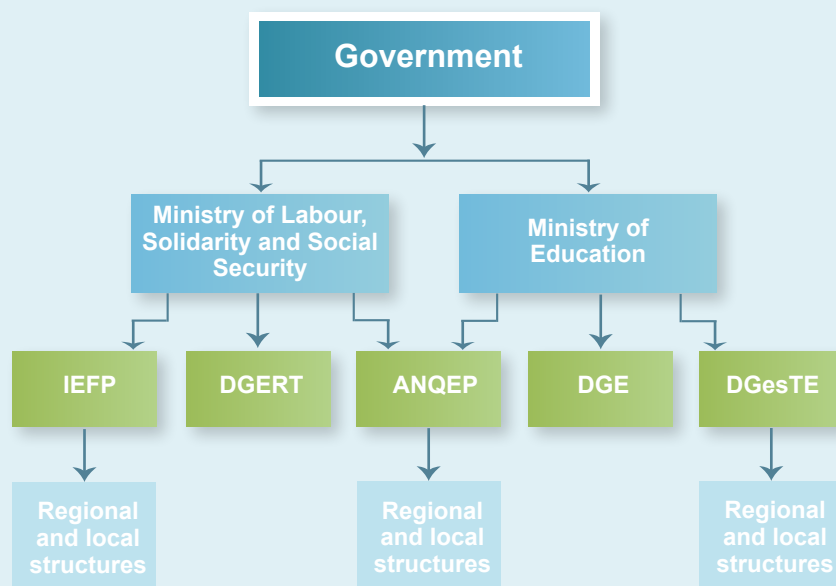 Government
Ministry of Labour,
Solidarity and Social
Security
Ministry of
Education
IEFP
DGERT
ANQEP
DGE
DGesTE
Regional
and local
structures
Regional
and local
structures
Regional
and local
structures